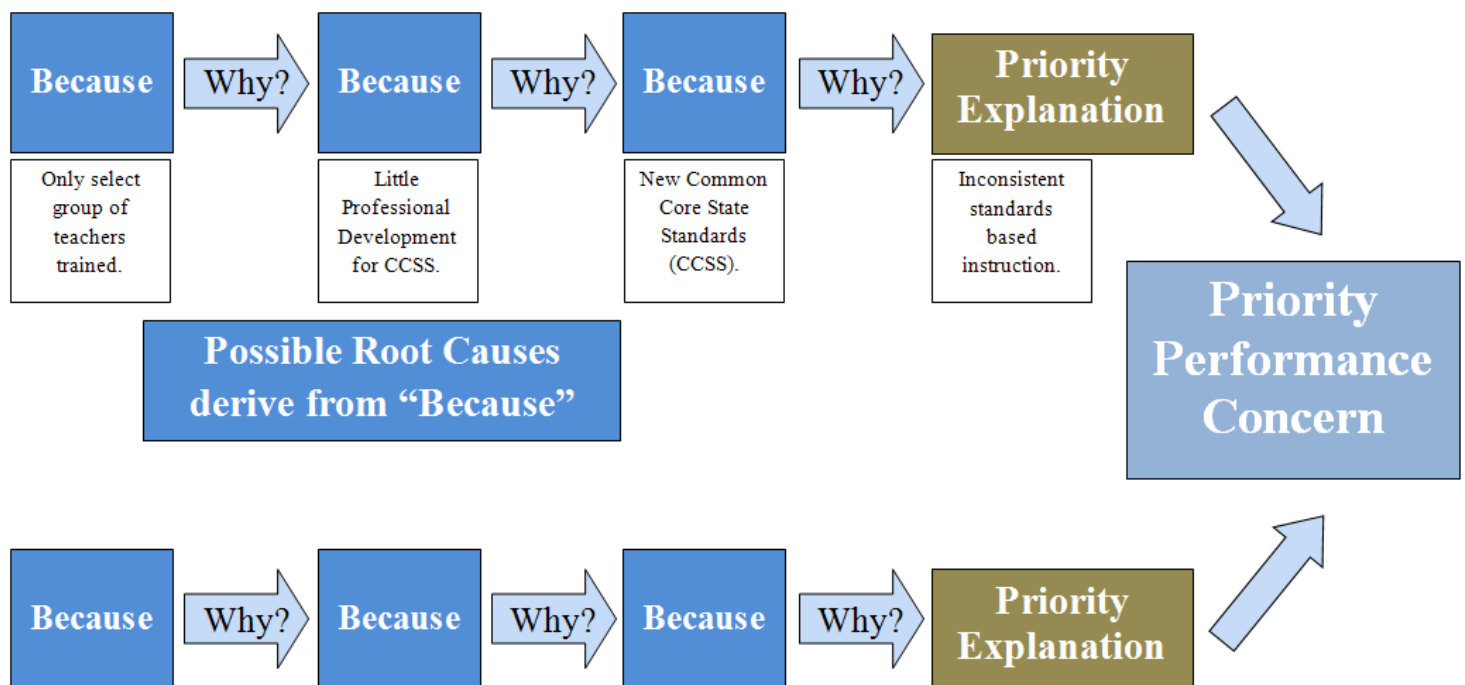 Because
Why?
Because
Why?
Because
Why?
Priority
Explanation
Only select
group of
teachers
trained.
Little
Professional
Development
for CCSS.
New Common
Core State
Standards
(CCSS).
Inconsistent
standards
based
instruction.
Possible Root Causes
derive from “Because”
Priority
Performance
Concern
Because
Why?
Because
Why?
Because
Why?
Priority
Explanation